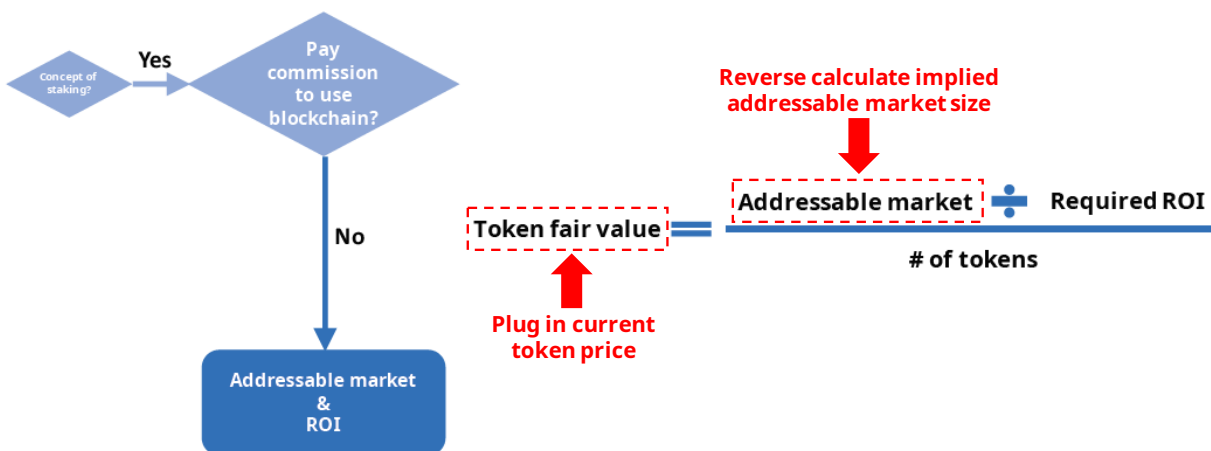 Concept of
staking?
Yes
Pay
commission
to use
blockchain?
No
Addressable market
&
ROI
Reverse calculate implied
addressable market size
Token fair value = Addressable market ÷ Required ROI
# of tokens
Plug in current
token price